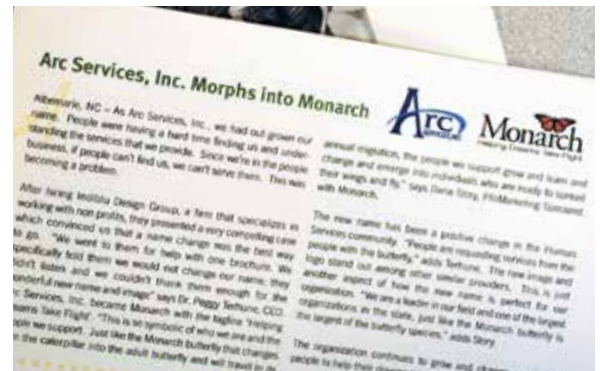 Arc Services, Inc. Morphs into Monarch
Albemarle, NC – As Arc Services, Inc., we had out grown our
name. People were having a hard time finding us and under-
standing the services that we provide. Since we're in the people
business, if people can't find us, we can't serve them. This was
becoming a problem.
After hiring Design Group, a firm that specializes in
working with non profits, they presented a very compelling case
which convinced us that a name change was the best way
to go. "We went to them for help with one brochure. We
specifically told them we would not change our name; they
didn't listen and we couldn't thank them enough for the
wonderful new name and image" says Dr. Peggy Terhune, CEO.
rc Services, Inc. became Monarch with the tagline "Helping
eams Take Flight". "This is so symbolic of who we are and the
ople we support. Just like the Monarch butterfly that changes
m the caterpillar into the adult butterfly and will travel in its
Arc
SERVICES, INC.
Monarch
Helping Dreams Take Flight
annual migration, the people we support grow and learn and
change and emerge into individuals who are ready to spread
their wings and fly." says Story, PR/Marketing Specialist
with Monarch.
The new name has been a positive change in the Human
Services community. "People are requesting services from the
people with the butterfly," adds Terhune. The new image and
logo stand out among other similar providers. This is just
another aspect of how the new name is perfect for our
organization. "We are a leader in our field and one of the largest
organizations in the state, just like the Monarch butterfly is
the largest of the butterfly species," adds Story.
The organization continues to grow and
people to help their